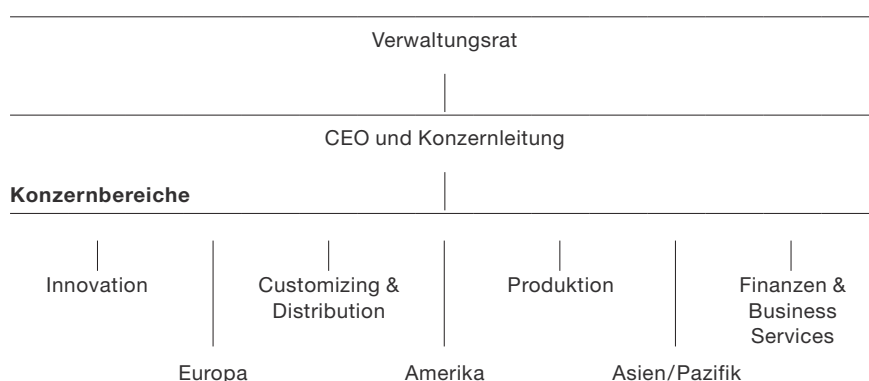 Verwaltungsrat
CEO und Konzernleitung
Konzernbereiche
Innovation
Customizing &
Distribution
Produktion
Finanzen &
Business
Services
Europa
Amerika
Asien/Pazifik